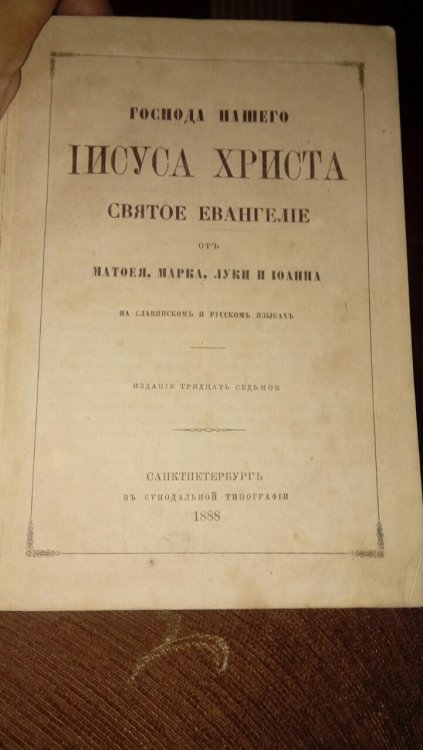 ГОСПОДА НАШЕГО
ІИСУСА ХРИСТА
СВЯТОЕ ЕВАНГЕЛІЕ
ОТЪ
МАТѲЕЯ, МАРКА, ЛУКИ И ІОАННА
НА СЛАВЯНСКОМЪ И РУССКОМЪ ЯЗЫКАХЪ
ИЗДАНІЕ ТРИДЦАТЬ СЕДЬМОЕ
САНКТПЕТЕРБУРГЪ
ВЪ СѴНОДАЛЬНОЙ ТИПОГРАФІИ
1888